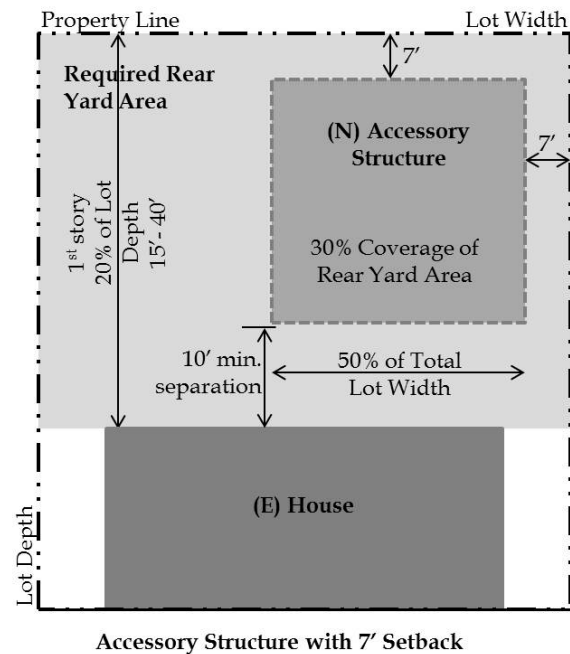 Property Line
Lot Width
7′
Required Rear
Yard Area
(N) Accessory
Structure
7′
1st story
20% of Lot
Depth
15′- 40′
30% Coverage of
Rear Yard Area
10′ min.
separation
50% of Total
Lot Width
(E) House
Lot Depth
Accessory Structure with 7′ Setback